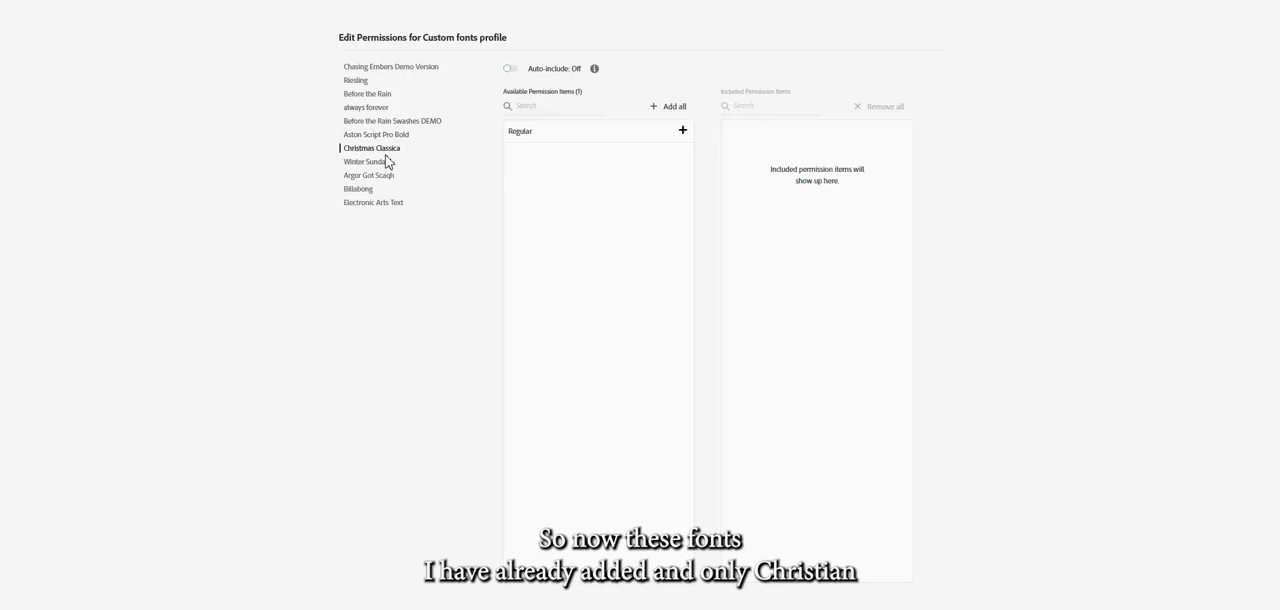 Edit Permissions for Custom fonts profile
Chasing Embers Demo Version
Riesling
Before the Rain
always forever
Before the Rain Swashes DEMO
Aston Script Pro Bold
Christmas Classica
Winter Sunda
Argor Got Scaqh
Billabong
Electronic Arts Text
Auto-include: Off
Available Permission Items (1)
Search
Add all
Regular
Included Permission Items
Search
Remove all
Included permission items will
show up here.
So now these fonts
I have already added and only Christian